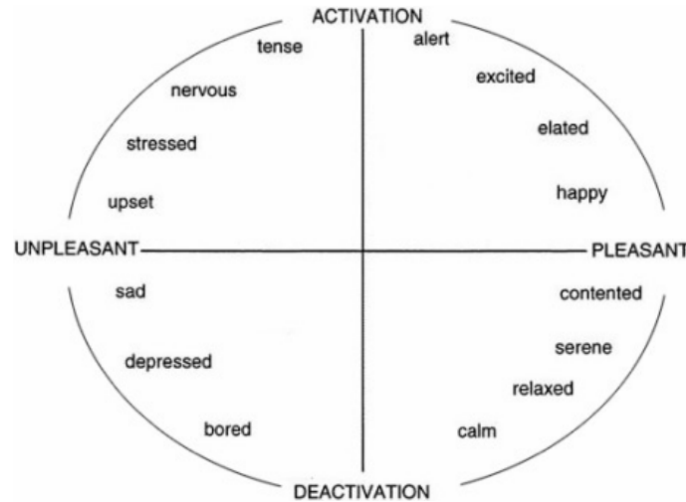 ACTIVATION
tense
alert
excited
nervous
elated
stressed
happy
upset
UNPLEASANT
PLEASANT
sad
contented
serene
depressed
relaxed
bored
calm
DEACTIVATION